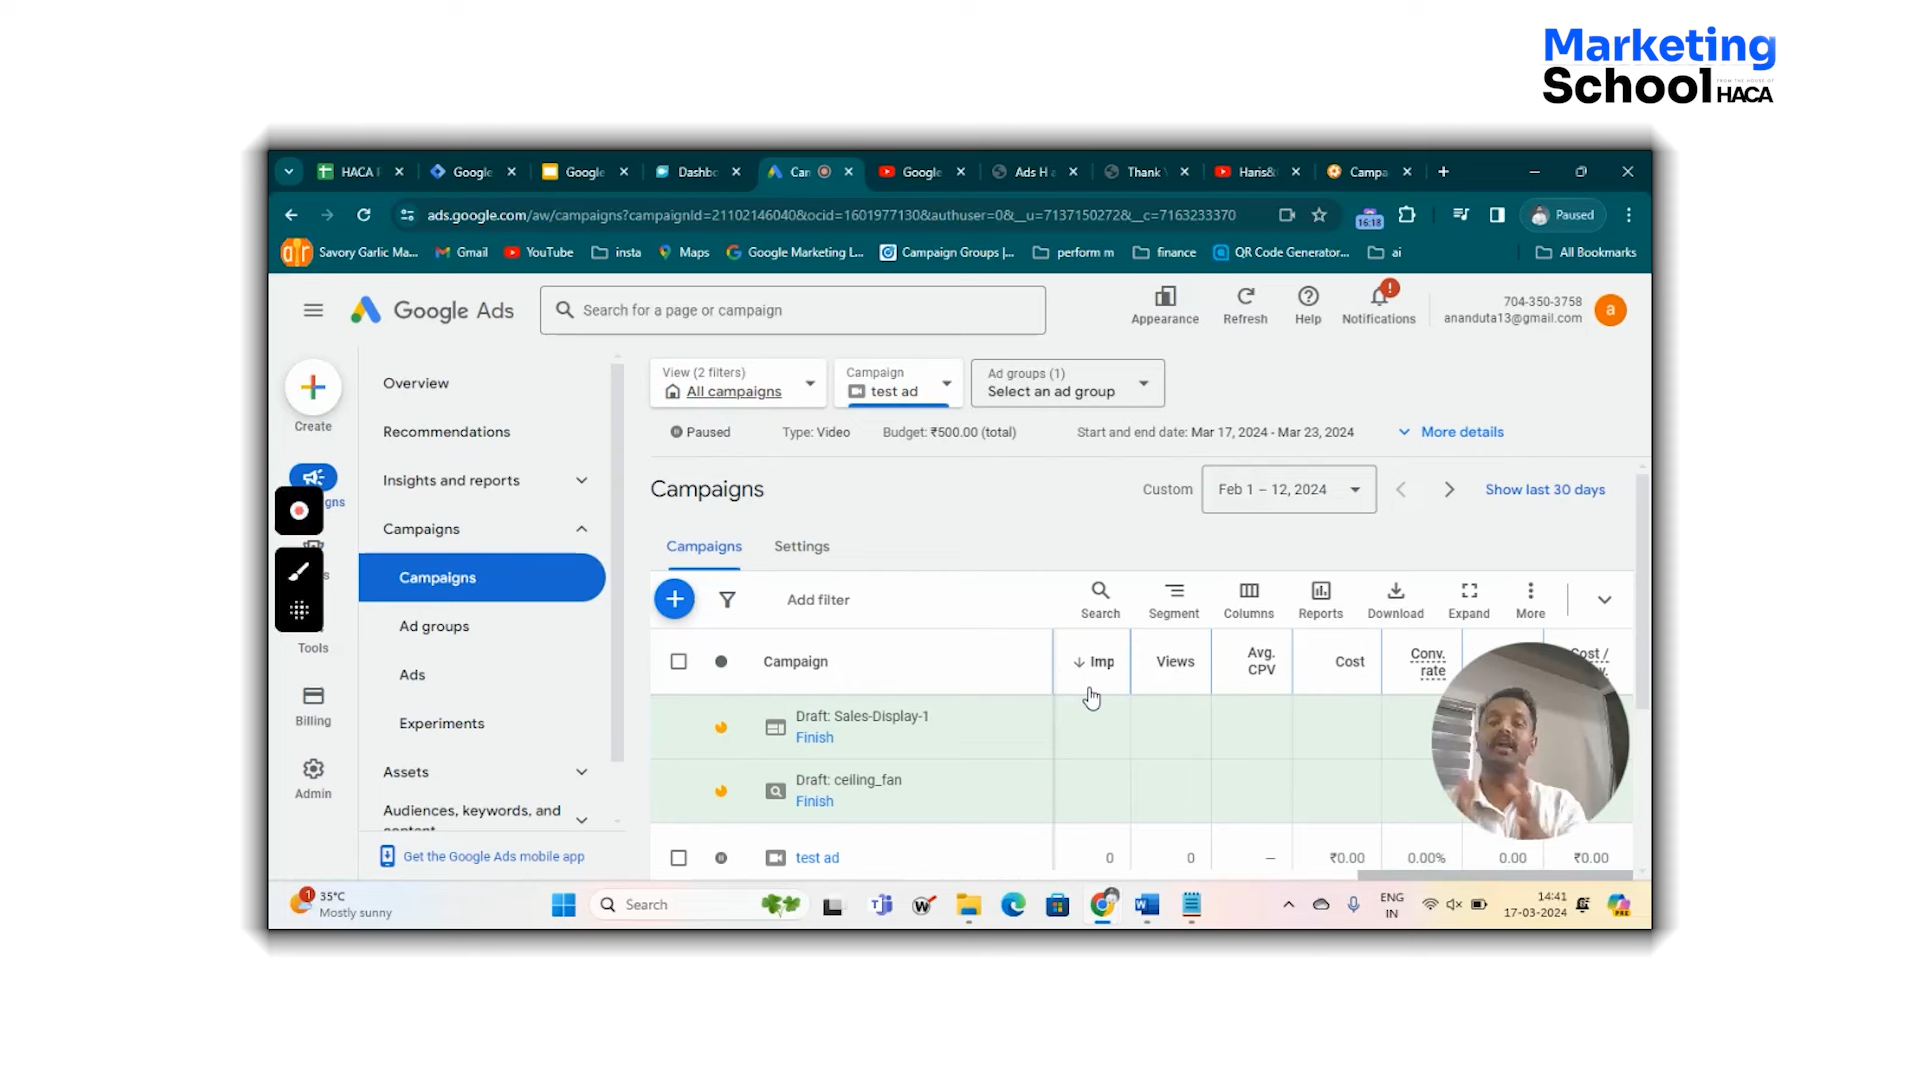 Marketing
School
FROM THE HOUSE OF
HACA
HACA F
Google
Google
Dashbo
Can
Google
Ads H
Thank
Haris&
Campa
ads.google.com/aw/campaigns?campaignId=21102146040&ocid=1601977130&authuser=0&__u=7137150272&__c=7163233370
16:18
Paused
Savory Garlic Ma...
Gmail
YouTube
insta
Maps
Google Marketing L...
Campaign Groups |...
perform m
finance
QR Code Generator...
ai
All Bookmarks
Google Ads
Search for a page or campaign
Appearance
Refresh
Help
Notifications
704-350-3758
ananduta13@gmail.com
a
Create
Overview
Recommendations
Insights and reports
Campaigns
Campaigns
Ad groups
Ads
Experiments
Assets
Audiences, keywords, and
Get the Google Ads mobile app
Tools
Billing
Admin
View (2 filters)
All campaigns
Campaign
test ad
Ad groups (1)
Select an ad group
Paused
Type: Video
Budget: ₹500.00 (total)
Start and end date: Mar 17, 2024 - Mar 23, 2024
More details
Campaigns
Custom
Feb 1 – 12, 2024
Show last 30 days
Campaigns
Settings
Add filter
Search
Segment
Columns
Reports
Download
Expand
More
Campaign
Imp
Views
Avg.
CPV
Cost
Conv.
rate
Cost /
Draft: Sales-Display-1
Finish
Draft: ceiling_fan
Finish
test ad
0
0
–
₹0.00
0.00%
0.00
₹0.00
1
35°C
Mostly sunny
Search
ENG
IN
14:41
17-03-2024